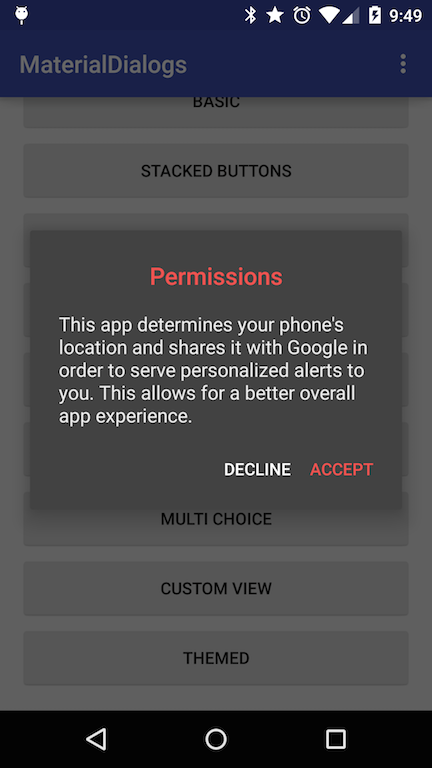 9:49
MaterialDialogs
BASIC
STACKED BUTTONS
Permissions
This app determines your phone's
location and shares it with Google in
order to serve personalized alerts to
you. This allows for a better overall
app experience.
DECLINE ACCEPT
MULTI CHOICE
CUSTOM VIEW
THEMED